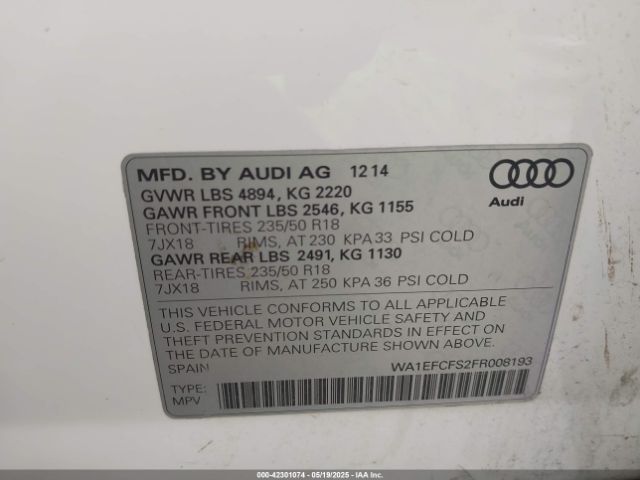 MFD. BY AUDI AG 12 14
GVWR LBS 4894, KG 2220
GAWR FRONT LBS 2546, KG 1155
FRONT-TIRES 235/50 R18
7JX18 RIMS, AT 230 KPA 33 PSI COLD
GAWR REAR LBS 2491, KG 1130
REAR-TIRES 235/50 R18
7JX18 RIMS, AT 250 KPA 36 PSI COLD
Audi
THIS VEHICLE CONFORMS TO ALL APPLICABLE
U.S. FEDERAL MOTOR VEHICLE SAFETY AND
THEFT PREVENTION STANDARDS IN EFFECT ON
THE DATE OF MANUFACTURE SHOWN ABOVE.
SPAIN WA1EFCFS2FR008193
TYPE:
MPV
000-42301074 - 05/19/2025 - IAA Inc.